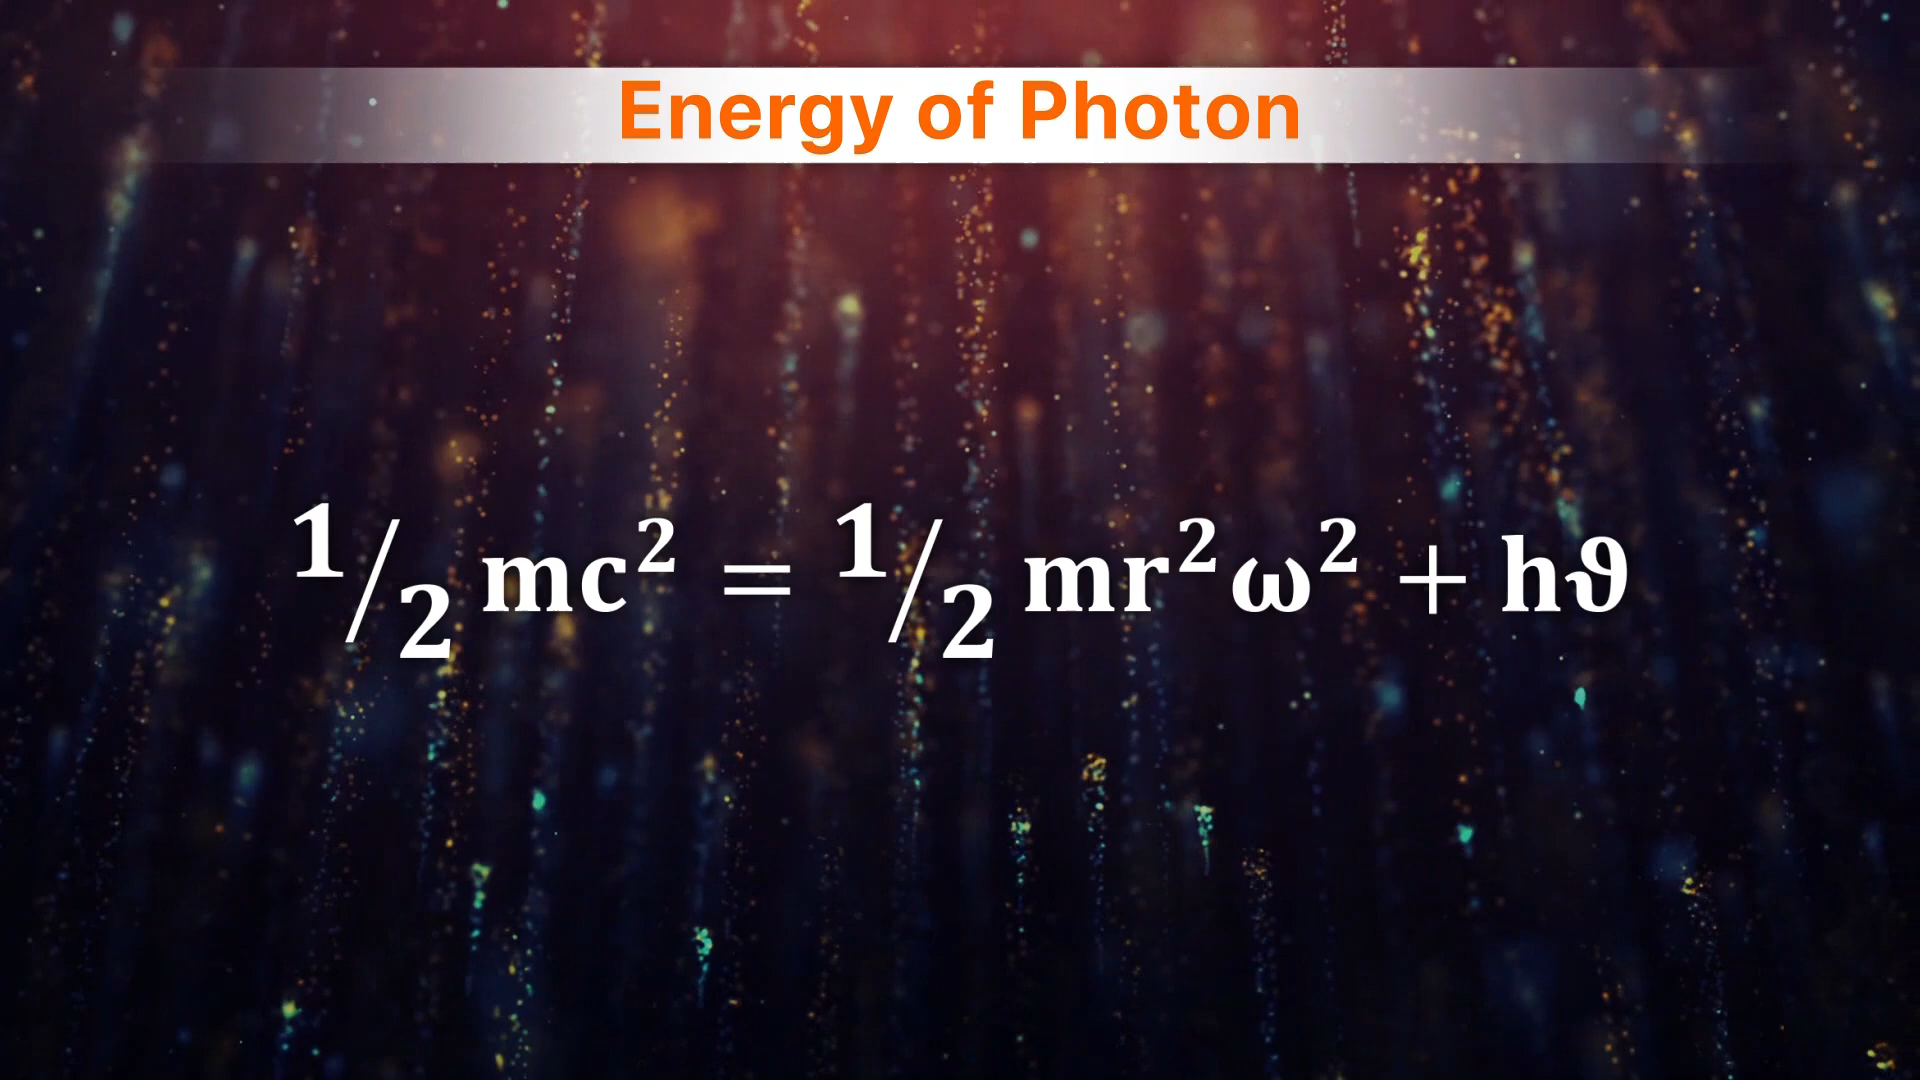 Energy of Photon
½ mc² = ½ mr²ω² + hϑ